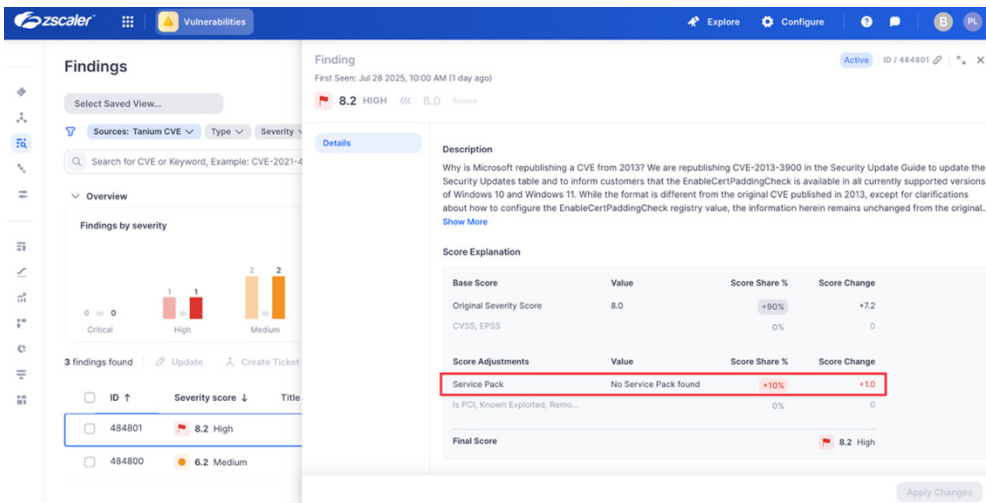 zscaler
Vulnerabilities
Explore
Configure
B
PL
Findings
Select Saved View...
Sources: Tanium CVE
Type
Severity
Search for CVE or Keyword, Example: CVE-2021-4
Overview
Findings by severity
0 0
Critical
1 1
High
2 2
Medium
3 findings found
Update
Create Ticket
ID ↑ Severity score ↓ Title
484801 8.2 High
484800 6.2 Medium
Finding
Active
ID / 484801
First Seen: Jul 28 2025, 10:00 AM (1 day ago)
8.2 HIGH 8.0 Source
Details
Description
Why is Microsoft republishing a CVE from 2013? We are republishing CVE-2013-3900 in the Security Update Guide to update the
Security Updates table and to inform customers that the EnableCertPaddingCheck is available in all currently supported versions
of Windows 10 and Windows 11. While the format is different from the original CVE published in 2013, except for clarifications
about how to configure the EnableCertPaddingCheck registry value, the information herein remains unchanged from the original..
Show More
Score Explanation
Base Score Value Score Share % Score Change
Original Severity Score 8.0 +90% +7.2
CVSS, EPSS 0% 0
Score Adjustments Value Score Share % Score Change
Service Pack No Service Pack found +10% +1.0
Is PCI, Known Exploited, Remo... 0% 0
Final Score 8.2 High
Apply Changes